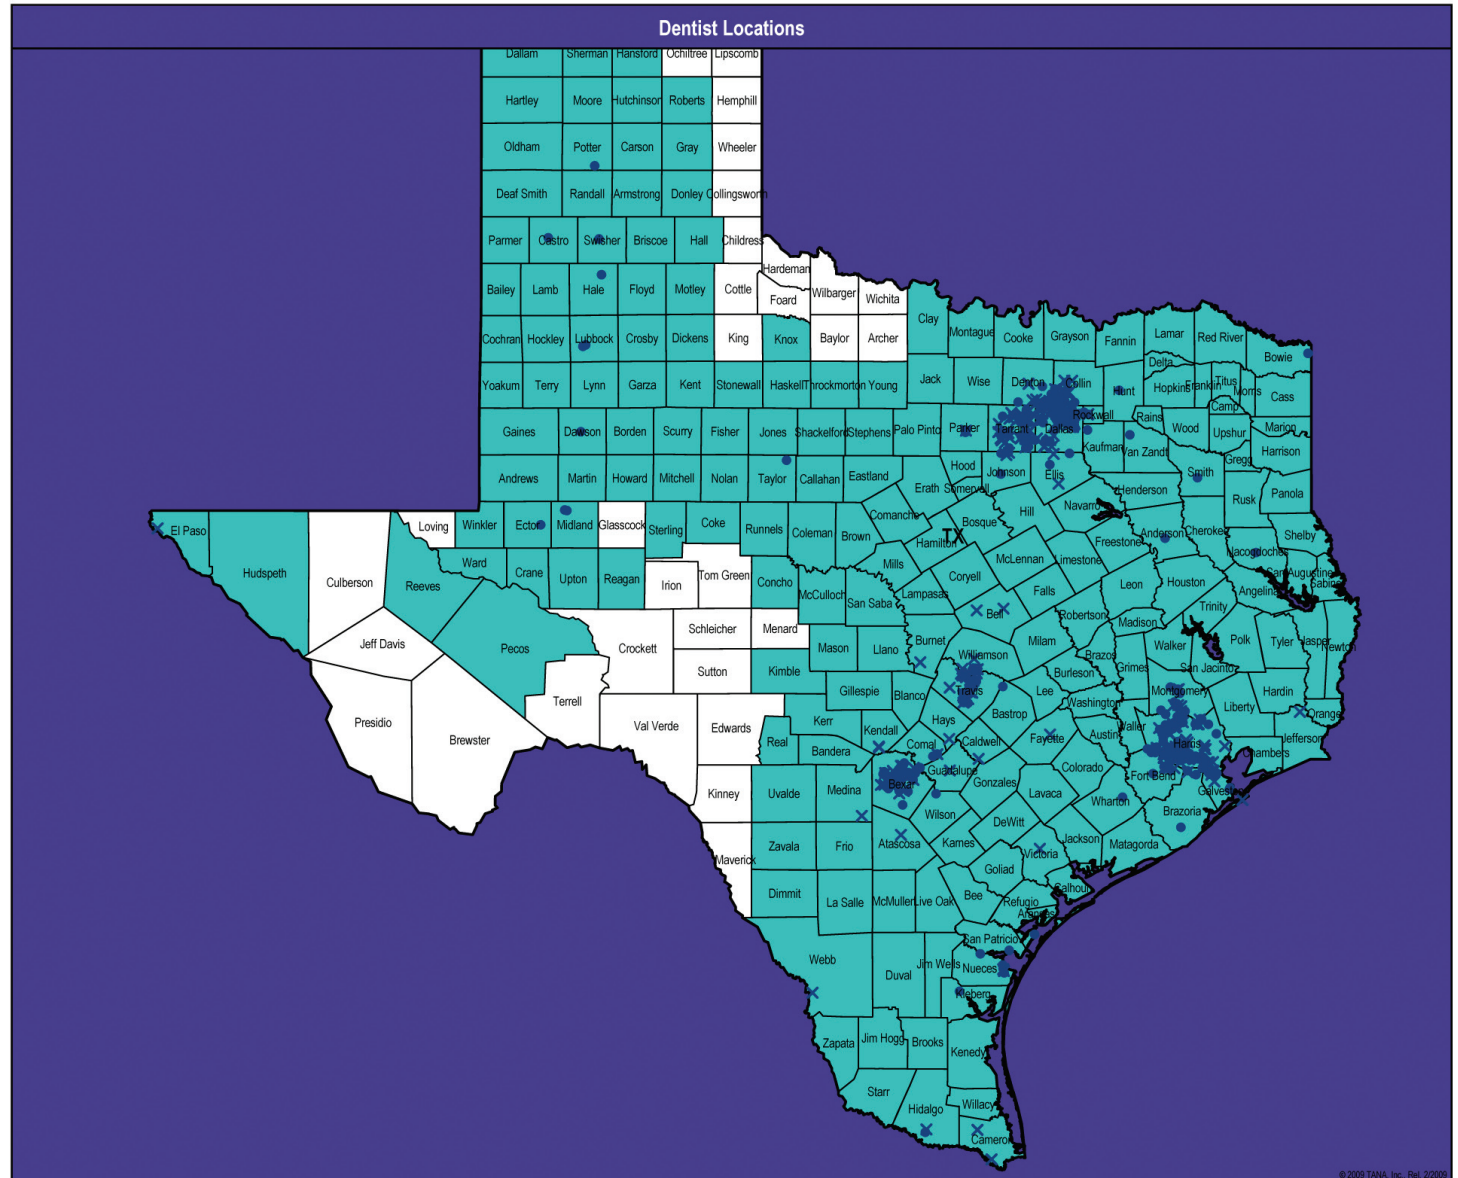 Dentist Locations
Dallam Sherman Hansford Ochiltree Lipscomb
Hartley Moore Hutchinson Roberts Hemphill
Oldham Potter Carson Gray Wheeler
Deaf Smith Randall Armstrong Donley Collingsworth
Parmer Castro Swisher Briscoe Hall Childress
Hardeman
Bailey Lamb Hale Floyd Motley Cottle Foard Wilbarger Wichita
Clay
Cochran Hockley Lubbock Crosby Dickens King Knox Baylor Archer Montague Cooke Grayson Fannin Lamar Red River Bowie
Delta
Yoakum Terry Lynn Garza Kent Stonewall Haskell Throckmorton Young Jack Wise Denton Collin Hunt Hopkins Franklin Titus Morris Cass
Camp
Gaines Dawson Borden Scurry Fisher Jones Shackelford Stephens Palo Pinto Parker Tarrant Dallas Rockwall Rains Wood Upshur Marion
Kaufman Van Zandt Gregg Harrison
Andrews Martin Howard Mitchell Nolan Taylor Callahan Eastland Hood Johnson Ellis Smith
Erath Somervell Henderson Rusk Panola
Navarro
El Paso Loving Winkler Ector Midland Glasscock Sterling Coke Runnels Coleman Brown Comanche Bosque Hill
TX
Hamilton Freestone Anderson Cherokee Shelby
Nacogdoches
Hudspeth Culberson Reeves Ward Crane Upton Reagan Irion Tom Green Concho Mills McLennan Limestone
San Augustine
Sabine
McCulloch San Saba Lampasas Coryell Falls Leon Houston Angelina
Trinity
Jeff Davis Pecos Crockett Schleicher Menard Bell Robertson Madison
Mason Llano Burnet Milam Walker Polk Tyler Jasper Newton
Sutton Kimble Williamson Brazos Grimes San Jacinto
Burleson
Presidio Brewster Terrell Val Verde Edwards Gillespie Blanco Travis Lee Washington Montgomery Liberty Hardin
Kerr Hays Bastrop Orange
Real Bandera Kendall Comal Caldwell Fayette Austin Waller Harris Jefferson
Chambers
Kinney Uvalde Medina Bexar Guadalupe Gonzales Colorado Fort Bend
Lavaca Wharton Galveston
Wilson Brazoria
DeWitt
Maverick Zavala Frio Atascosa Karnes Victoria Jackson Matagorda
Goliad
Dimmit La Salle McMullen Live Oak Bee Calhoun
Refugio
Aransas
San Patricio
Webb Duval Jim Wells Nueces
Kleberg
Zapata Jim Hogg Brooks Kenedy
Starr Hidalgo Willacy
Cameron
© 2009 TANA, Inc. Rel. 2/2009